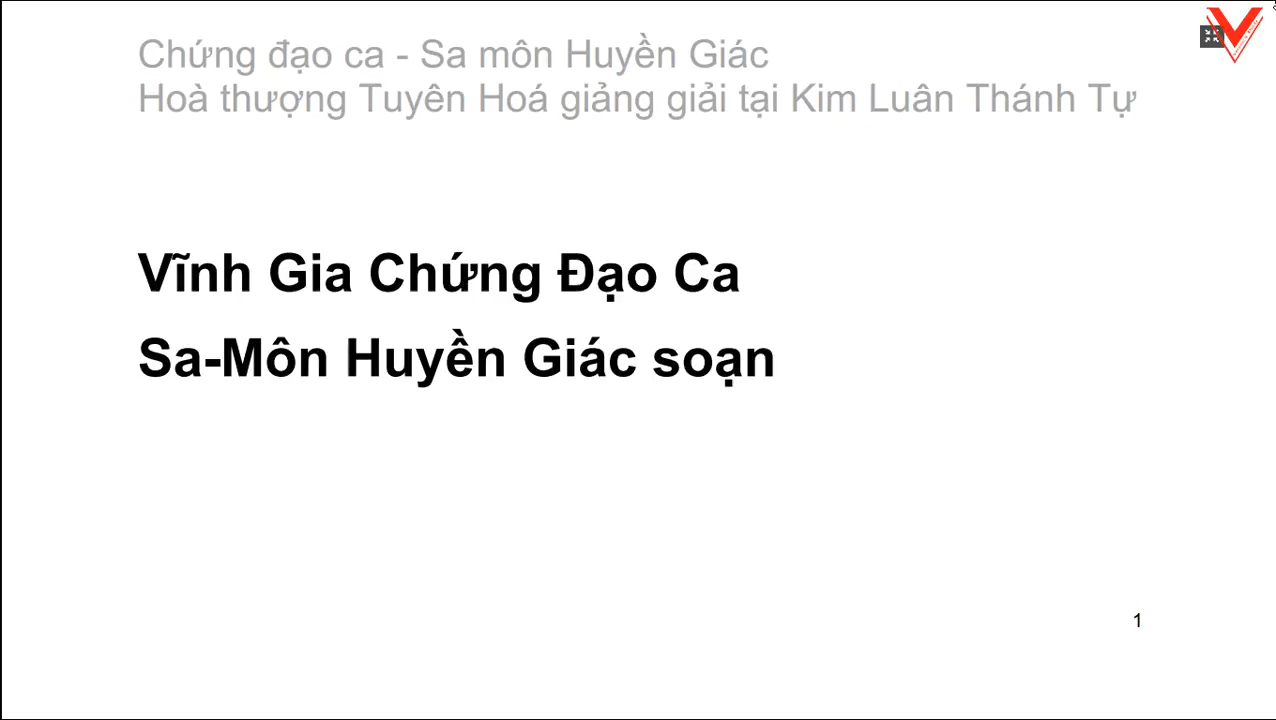 Chứng đạo ca - Sa môn Huyền Giác
Hoà thượng Tuyên Hoá giảng giải tại Kim Luân Thánh Tự
Vĩnh Gia Chứng Đạo Ca
Sa-Môn Huyền Giác soạn
1